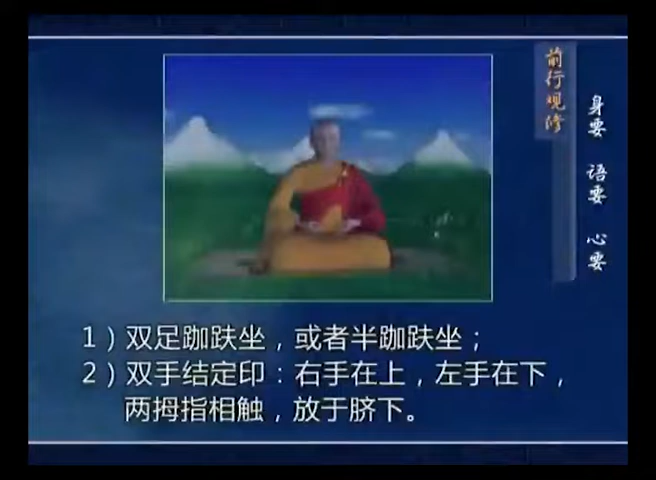 前行观修
身要 语要 心要
1）双足跏趺坐，或者半跏趺坐；
2）双手结定印：右手在上，左手在下，
两拇指相触，放于脐下。